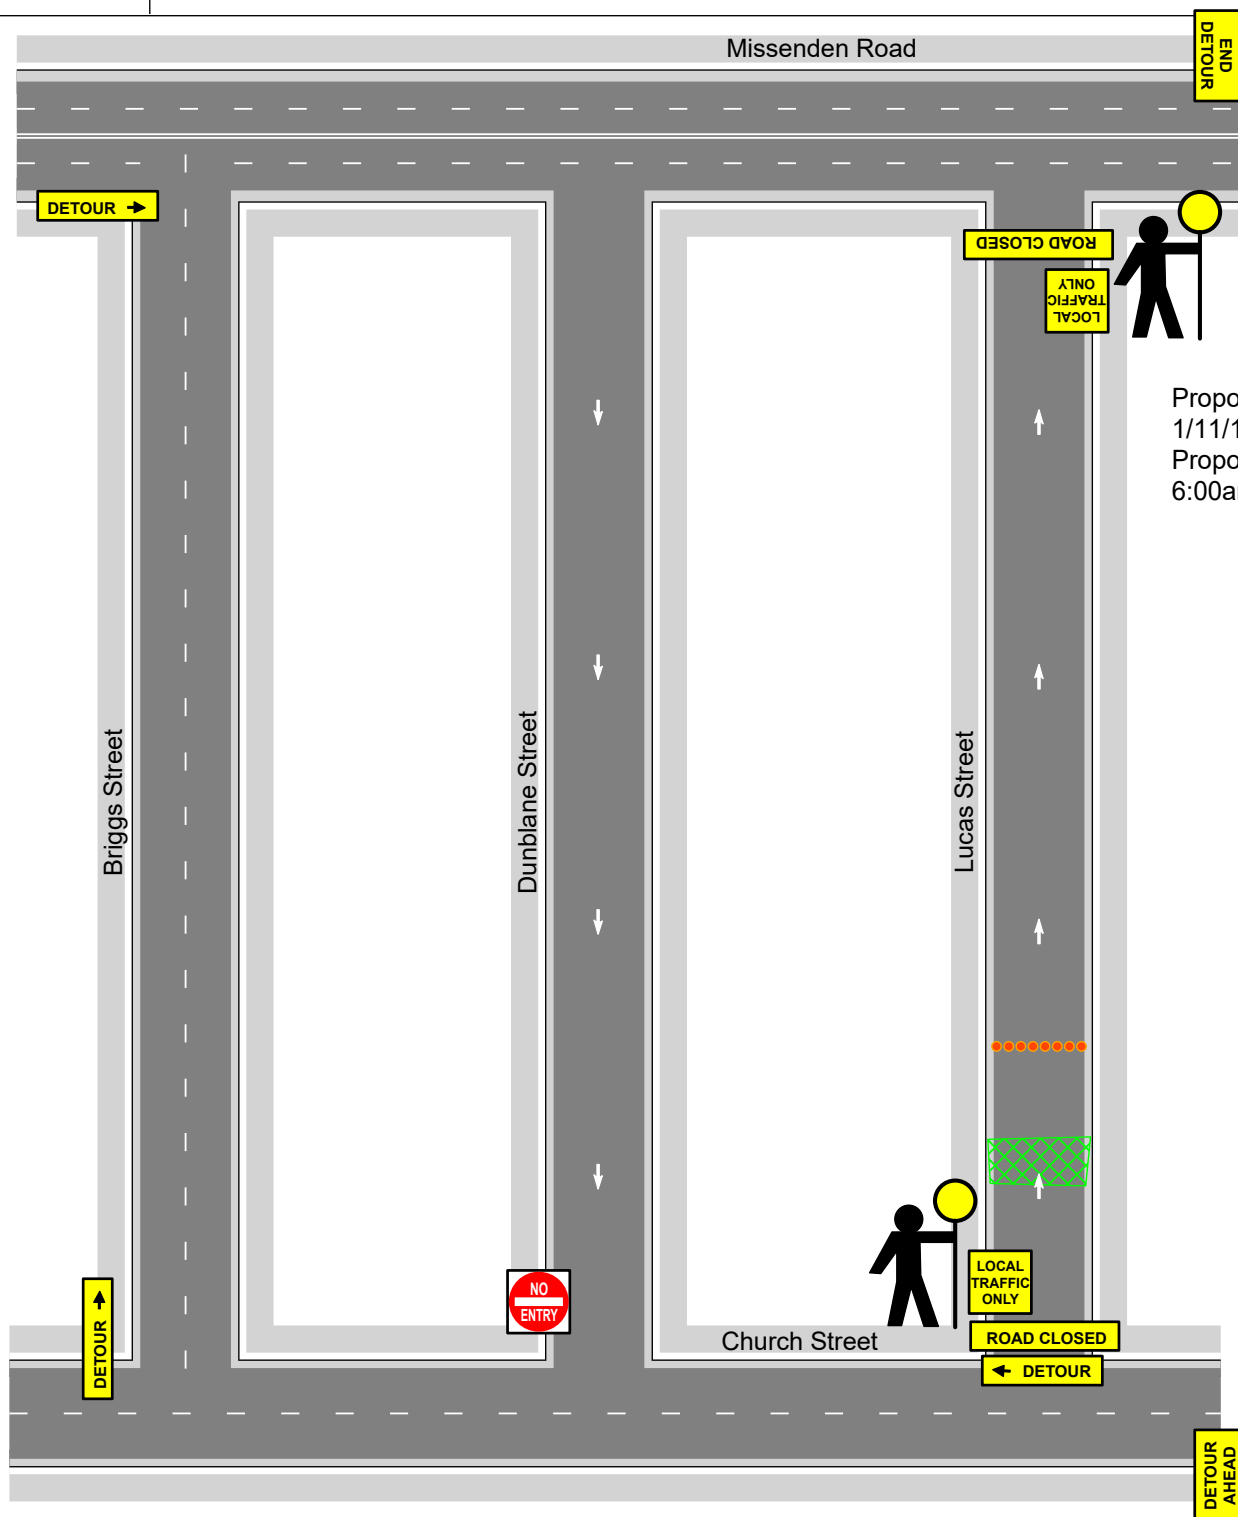 END
DETOUR
Missenden Road
DETOUR
ROAD CLOSED
LOCAL
TRAFFIC
ONLY
Propo
1/11/1
Propo
6:00a
Briggs Street
Dunblane Street
Lucas Street
NO
ENTRY
LOCAL
TRAFFIC
ONLY
DETOUR
Church Street
ROAD CLOSED
DETOUR
DETOUR
AHEAD